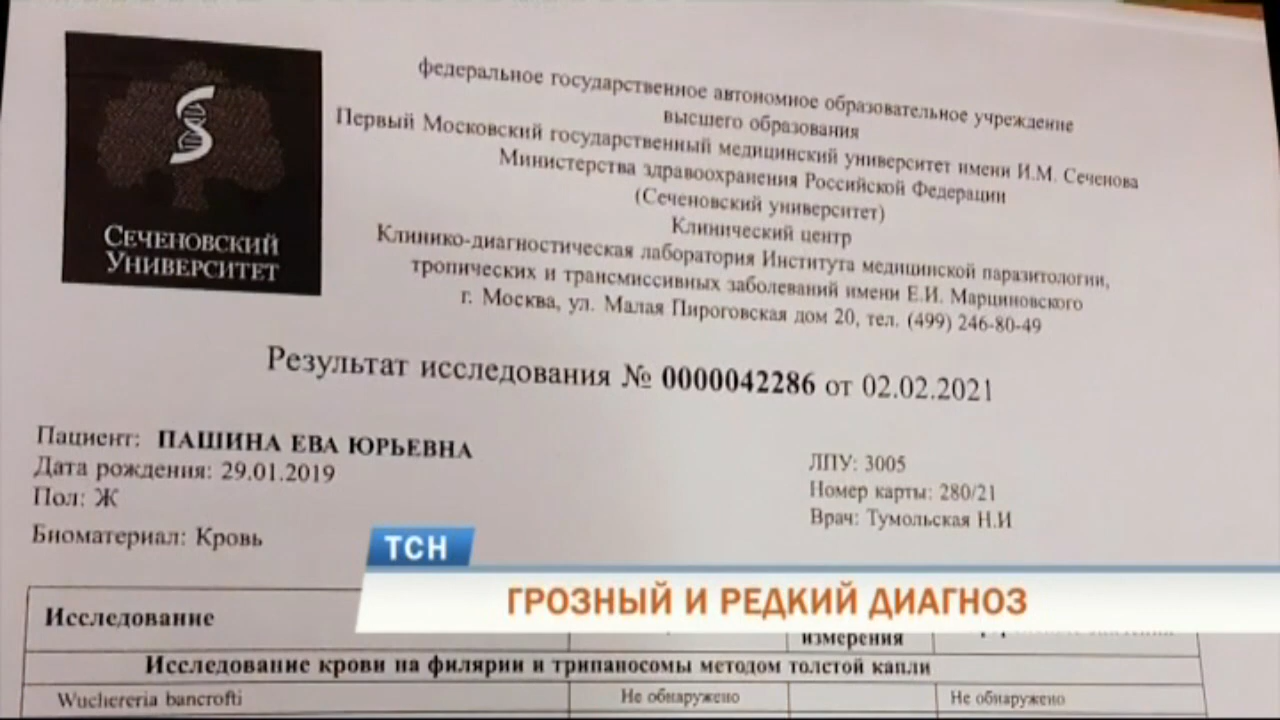 СЕЧЕНОВСКИЙ
УНИВЕРСИТЕТ
федеральное государственное автономное образовательное учреждение
высшего образования
Первый Московский государственный медицинский университет имени И.М. Сеченова
Министерства здравоохранения Российской Федерации
(Сеченовский университет)
Клинический центр
Клинико-диагностическая лаборатория Института медицинской паразитологии,
тропических и трансмиссивных заболеваний имени Е.И. Марциновского
г. Москва, ул. Малая Пироговская дом 20, тел. (499) 246-80-49
Результат исследования № 0000042286 от 02.02.2021
Пациент: ПАШИНА ЕВА ЮРЬЕВНА
Дата рождения: 29.01.2019
Пол: Ж
Биоматериал: Кровь
ЛПУ: 3005
Номер карты: 280/21
Врач: Тумольская Н.И
ТСН
ГРОЗНЫЙ И РЕДКИЙ ДИАГНОЗ
Исследование
измерения
Исследование крови на филярии и трипаносомы методом толстой капли
Wuchereria bancrofti Не обнаружено Не обнаружено